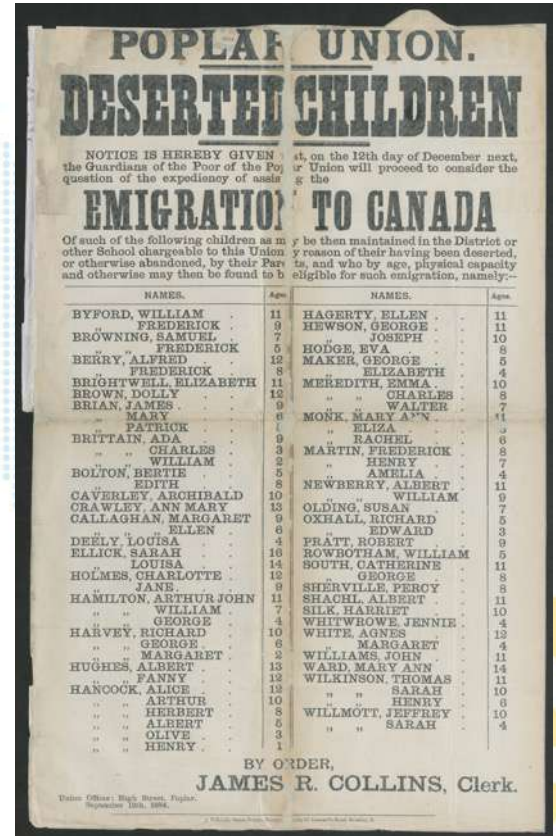 POPLAR UNION.
DESERTED CHILDREN
NOTICE IS HEREBY GIVEN that, on the 12th day of December next,
the Guardians of the Poor of the Poplar Union will proceed to consider the
question of the expediency of assisting the
EMIGRATION TO CANADA
Of such of the following children as may be then maintained in the District or
other School chargeable to this Union by reason of their having been deserted,
or otherwise abandoned, by their Parents, and who by age, physical capacity
and otherwise may then be found to be eligible for such emigration, namely:—
NAMES. Ages.
BYFORD, WILLIAM 11
„ FREDERICK 9
BROWNING, SAMUEL 7
„ FREDERICK 5
BERRY, ALFRED 12
„ FREDERICK 8
BRIGHTWELL, ELIZABETH 11
BROWN, DOLLY 12
BRIAN, JAMES 9
„ MARY
„ PATRICK
BRITTAIN, ADA 9
„ „ CHARLES 3
„ „ WILLIAM 2
BOLTON, BERTIE 5
„ EDITH 8
CAVERLEY, ARCHIBALD 10
CRAWLEY, ANN MARY 13
CALLAGHAN, MARGARET 9
„ „ ELLEN 6
DEELY, LOUISA 4
ELLICK, SARAH 16
„ LOUISA 14
HOLMES, CHARLOTTE 12
„ JANE 9
HAMILTON, ARTHUR JOHN 11
„ „ WILLIAM 7
„ „ GEORGE 4
HARVEY, RICHARD 10
„ „ GEORGE 6
„ „ MARGARET 2
HUGHES, ALBERT 13
„ FANNY 12
HANCOCK, ALICE 12
„ „ ARTHUR 10
„ „ HERBERT 8
„ „ ALBERT 5
„ „ OLIVE 3
„ „ HENRY 1
NAMES. Ages.
HAGERTY, ELLEN 11
HEWSON, GEORGE 11
„ JOSEPH 10
HODGE, EVA 8
MAKER, GEORGE 5
„ ELIZABETH 4
MEREDITH, EMMA 10
„ „ CHARLES 8
„ „ WALTER 7
MONK, MARY ANN 11
„ ELIZA
„ RACHEL 6
MARTIN, FREDERICK 8
„ HENRY 7
„ AMELIA 4
NEWBERRY, ALBERT 11
„ „ WILLIAM 9
OLDING, SUSAN 7
OXHALL, RICHARD 5
„ EDWARD 3
PRATT, ROBERT 9
ROWBOTHAM, WILLIAM 5
SOUTH, CATHERINE 11
„ GEORGE 8
SHERVILLE, PERCY 8
SHACHL, ALBERT 11
SILK, HARRIET 10
WHITWROWE, JENNIE 4
WHITE, AGNES 12
„ MARGARET 4
WILLIAMS, JOHN 11
WARD, MARY ANN 14
WILKINSON, THOMAS 11
„ „ SARAH 10
„ „ HENRY 6
WILLMOTT, JEFFREY 10
„ „ SARAH 4
BY ORDER,
JAMES R. COLLINS, Clerk.
Union Offices: High Street, Poplar.
September 19th, 1884.